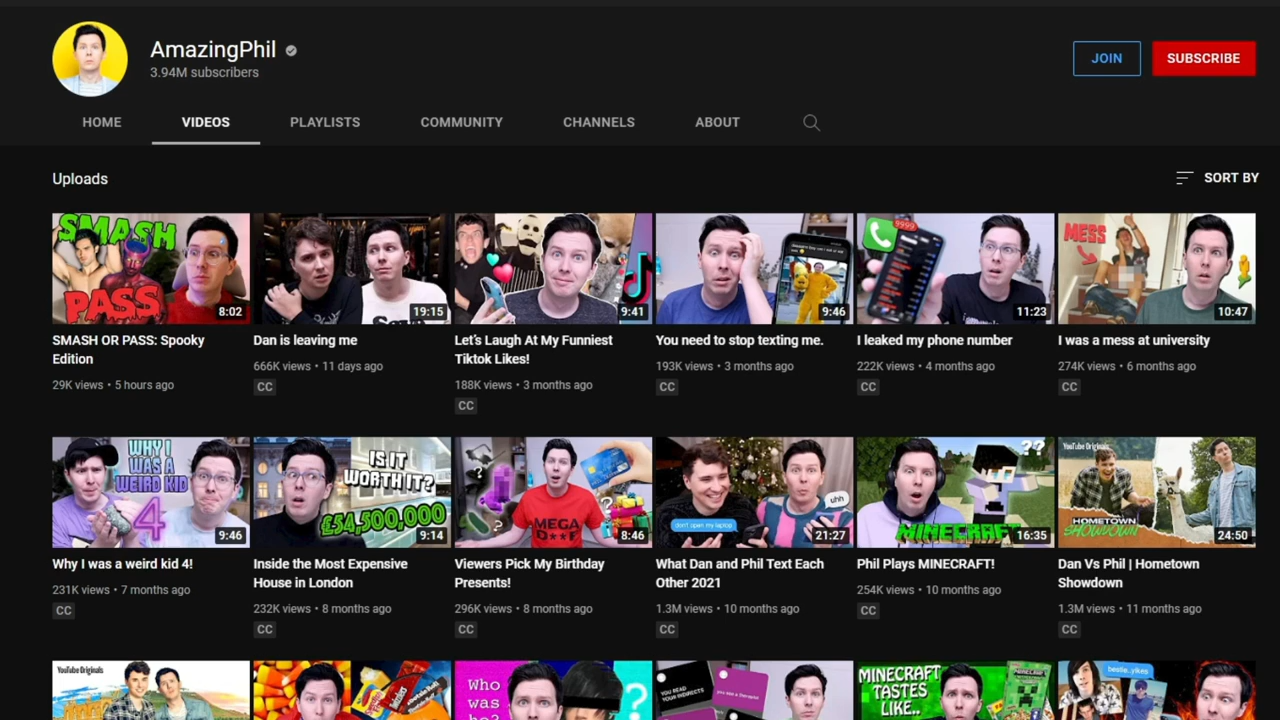 AmazingPhil
3.94M subscribers
JOIN
SUBSCRIBE
HOME
VIDEOS
PLAYLISTS
COMMUNITY
CHANNELS
ABOUT
Uploads
SORT BY
SMASH
PASS
8:02
19:15
9:41
9:46
9999
11:23
MESS
10:47
SMASH OR PASS: Spooky
Edition
29K views • 5 hours ago
Dan is leaving me
666K views • 11 days ago
CC
Let's Laugh At My Funniest
Tiktok Likes!
188K views • 3 months ago
CC
You need to stop texting me.
193K views • 3 months ago
CC
I leaked my phone number
222K views • 4 months ago
CC
I was a mess at university
274K views • 6 months ago
CC
WHY I
WAS A
WEIRD KID
4
9:46
IS IT
WORTH IT?
£54,500,000
9:14
?
MEGA
D**F
8:46
don't open my laptop
uhh
21:27
??
MINECRAFT
16:35
YouTube Originals
HOMETOWN
SHOWDOWN
24:50
Why I was a weird kid 4!
231K views • 7 months ago
CC
Inside the Most Expensive
House in London
232K views • 8 months ago
CC
Viewers Pick My Birthday
Presents!
296K views • 8 months ago
CC
What Dan and Phil Text Each
Other 2021
1.3M views • 10 months ago
CC
Phil Plays MINECRAFT!
254K views • 10 months ago
CC
Dan Vs Phil | Hometown
Showdown
1.3M views • 11 months ago
CC
YouTube Originals
Who
was
?
YOU READ
YOUR INDIRECTS
you like a therapist
MINECRAFT
TASTES
LIKE..
beetle..yikes